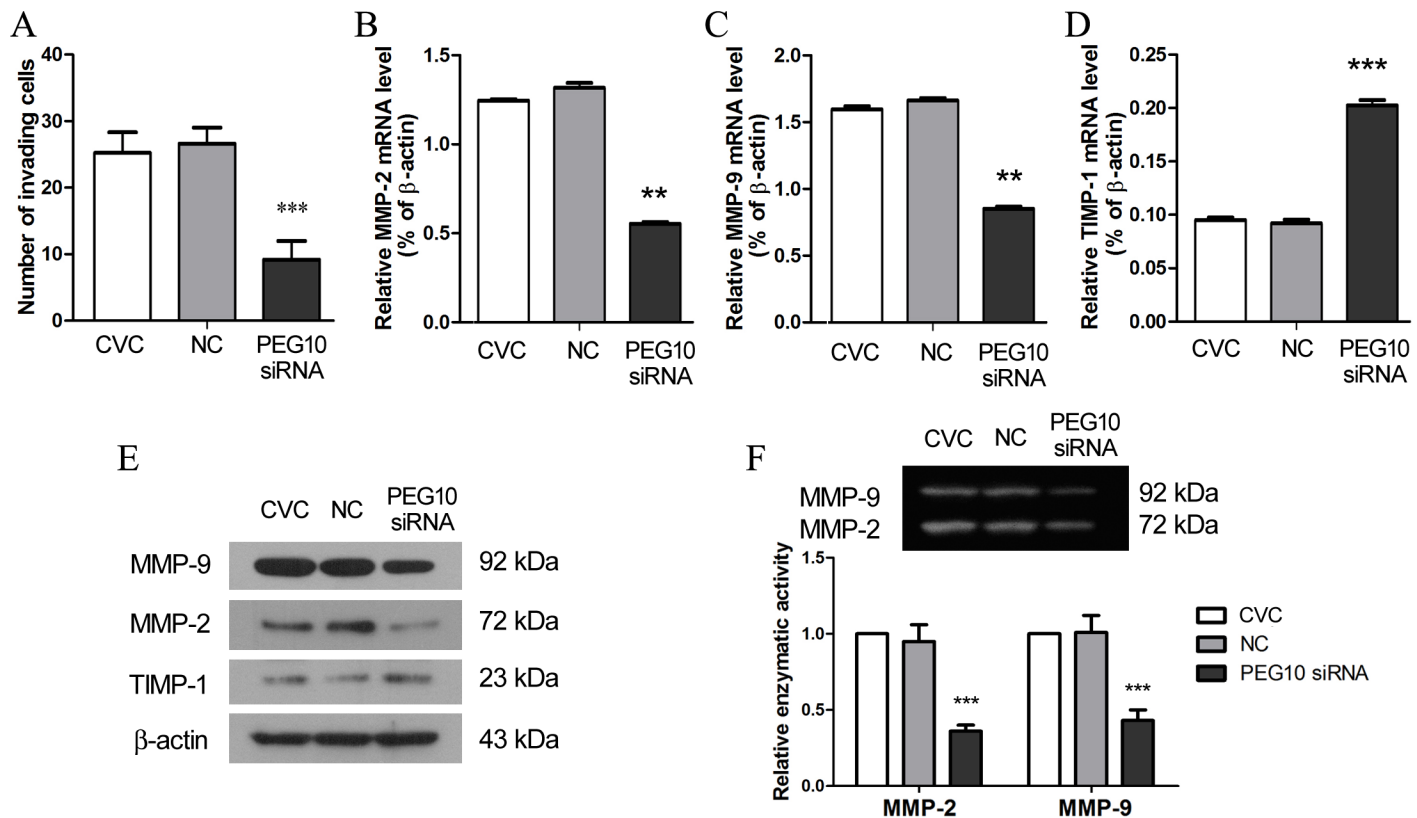 A
Number of invading cells
40
30
20
10
0
***
CVC
NC
PEG10
siRNA
B
Relative MMP-2 mRNA level
(% of β-actin)
1.5
1.0
0.5
0.0
**
CVC
NC
PEG10
siRNA
C
Relative MMP-9 mRNA level
(% of β-actin)
2.0
1.5
1.0
0.5
0.0
**
CVC
NC
PEG10
siRNA
D
Relative TIMP-1 mRNA level
(% of β-actin)
0.25
0.20
0.15
0.10
0.05
0.00
***
CVC
NC
PEG10
siRNA
E
CVC
NC
PEG10
siRNA
MMP-9
92 kDa
MMP-2
72 kDa
TIMP-1
23 kDa
β-actin
43 kDa
F
CVC
NC
PEG10
siRNA
MMP-9
92 kDa
MMP-2
72 kDa
Relative enzymatic activity
1.5
1.0
0.5
0.0
***
***
MMP-2
MMP-9
CVC
NC
PEG10 siRNA